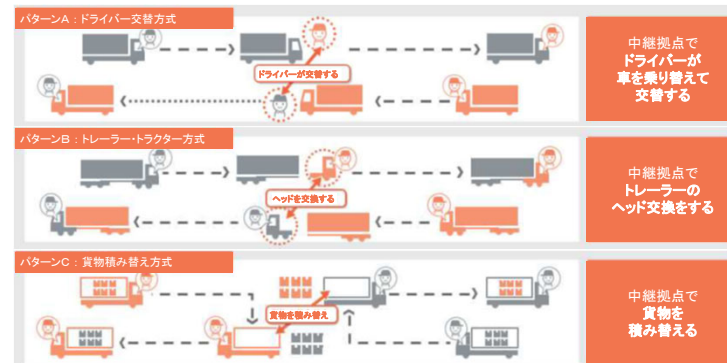 パターンA：ドライバー交替方式
ドライバーが交替する
中継拠点で
ドライバーが
車を乗り替えて
交替する
パターンB：トレーラー・トラクター方式
ヘッドを交換する
中継拠点で
トレーラーの
ヘッド交換をする
パターンC：貨物積み替え方式
貨物を積み替え
中継拠点で
貨物を
積み替える